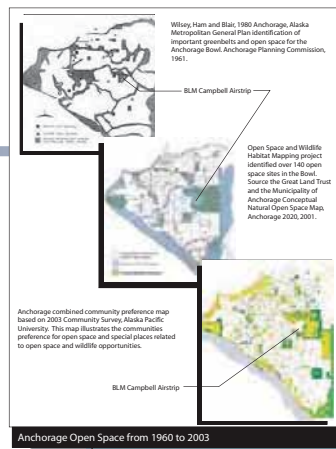 Wilsey, Ham and Blair, 1980 Anchorage, Alaska
Metropolitan General Plan identification of
important greenbelts and open space for the
Anchorage Bowl. Anchorage Planning Commission,
1961.
BLM Campbell Airstrip
Open Space and Wildlife
Habitat Mapping project
identified over 140 open
space sites in the Bowl.
Source the Great Land Trust
and the Municipality of
Anchorage Conceptual
Natural Open Space Map,
Anchorage 2020, 2001.
Anchorage combined community preference map
based on 2003 Community Survey, Alaska Pacific
University. This map illustrates the communities
preference for open space and special places related
to open space and wildlife opportunities.
BLM Campbell Airstrip
Anchorage Open Space from 1960 to 2003